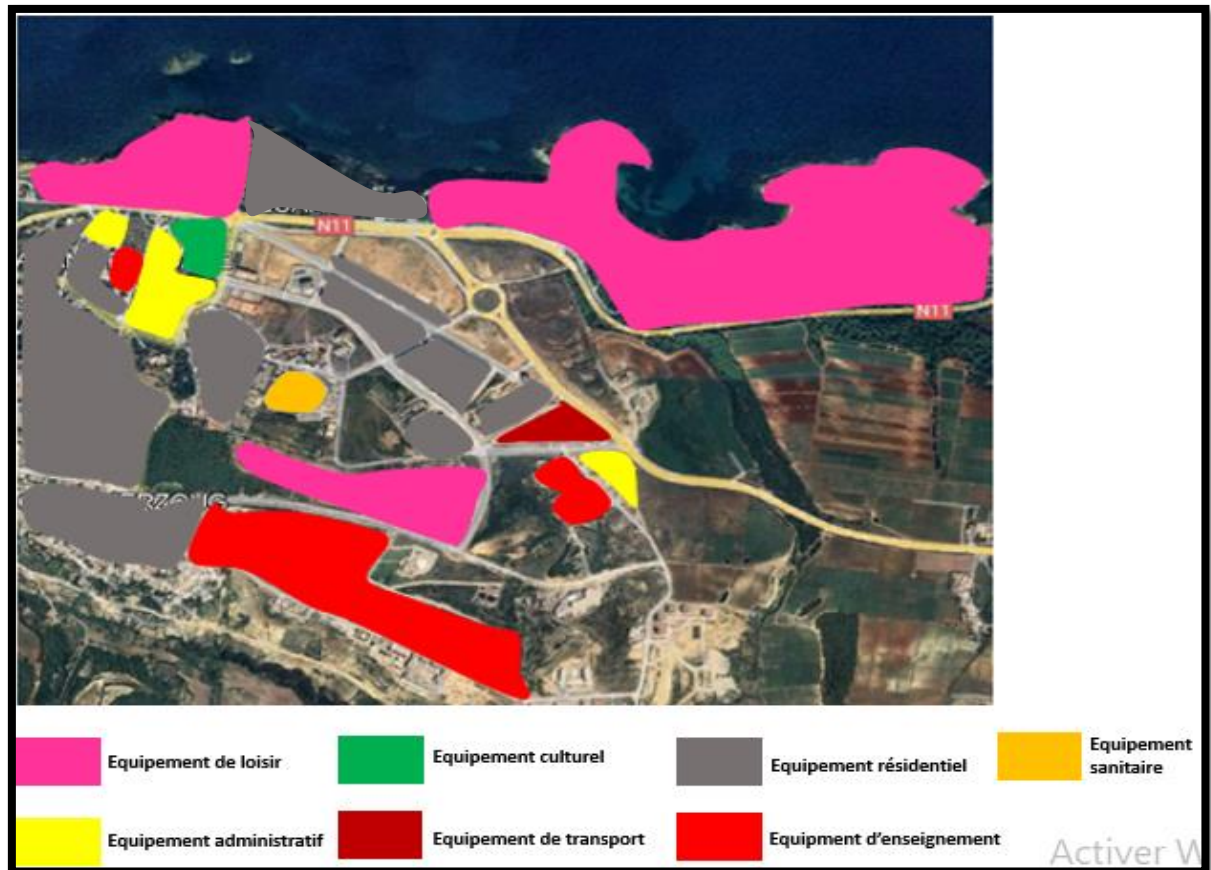 N11
N11
Equipement de loisir
Equipement culturel
Equipement résidentiel
Equipement
sanitaire
Equipement administratif
Equipement de transport
Equipment d'enseignement
Activer W